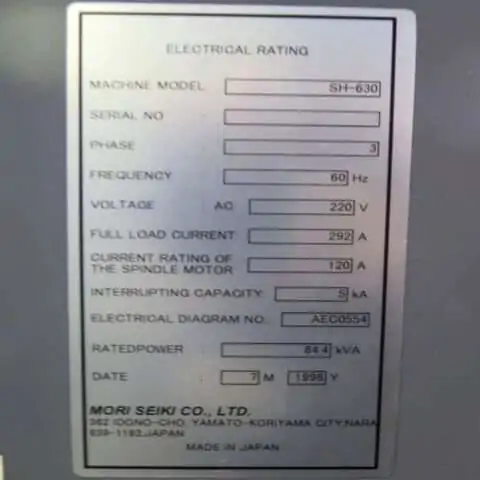 ELECTRICAL RATING
MACHINE MODEL SH-630
SERIAL NO
PHASE 3
FREQUENCY 60 Hz
VOLTAGE AC 220 V
FULL LOAD CURRENT 292 A
CURRENT RATING OF
THE SPINDLE MOTOR 120 A
INTERRUPTING CAPACITY 5 kA
ELECTRICAL DIAGRAM NO. AEC0554
RATEDPOWER 84.4 kVA
DATE 7 M 1998 Y
MORI SEIKI CO., LTD.
362 IDONO-CHO, YAMATO-KORIYAMA CITY, NARA
639-1183, JAPAN
MADE IN JAPAN